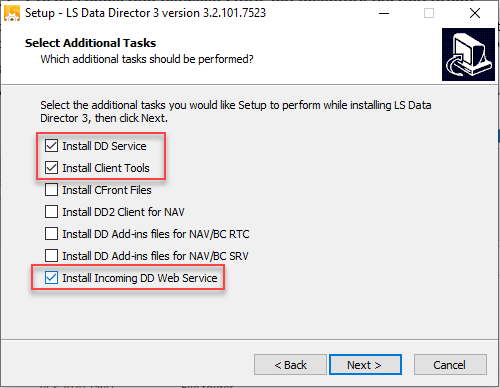 Setup - LS Data Director 3 version 3.2.101.7523
Select Additional Tasks
Which additional tasks should be performed?
Select the additional tasks you would like Setup to perform while installing LS Data
Director 3, then click Next.
Install DD Service
Install Client Tools
Install CFront Files
Install DD2 Client for NAV
Install DD Add-ins files for NAV/BC RTC
Install DD Add-ins files for NAV/BC SRV
Install Incoming DD Web Service
< Back Next > Cancel